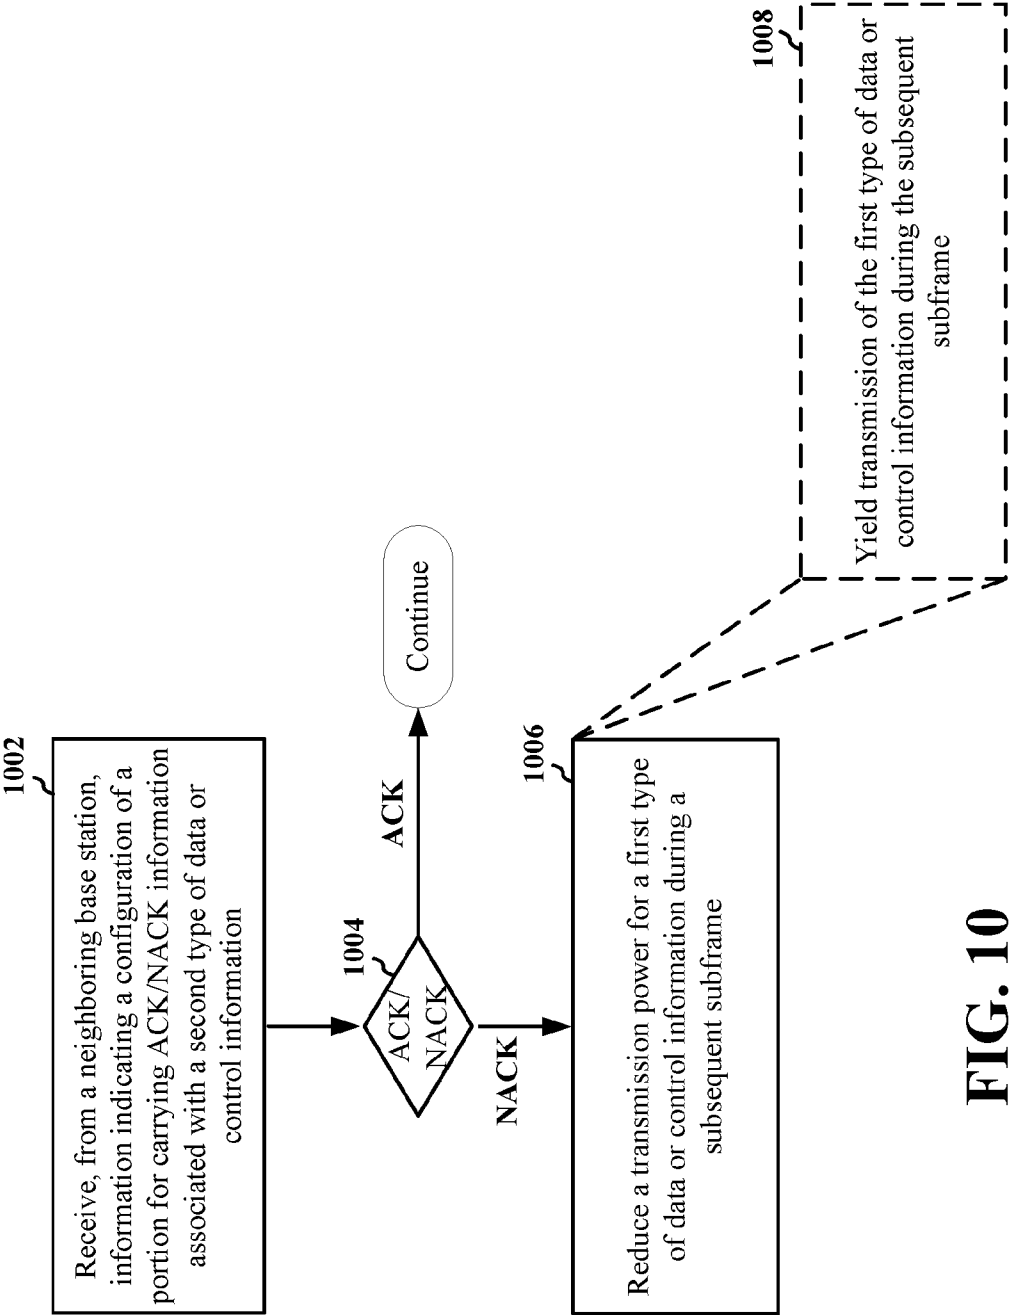 1002
Receive, from a neighboring base station,
information indicating a configuration of a
portion for carrying ACK/NACK information
associated with a second type of data or
control information
1004
ACK/
NACK
ACK
Continue
NACK
1006
Reduce a transmission power for a first type
of data or control information during a
subsequent subframe
1008
Yield transmission of the first type of data or
control information during the subsequent
subframe
FIG. 10